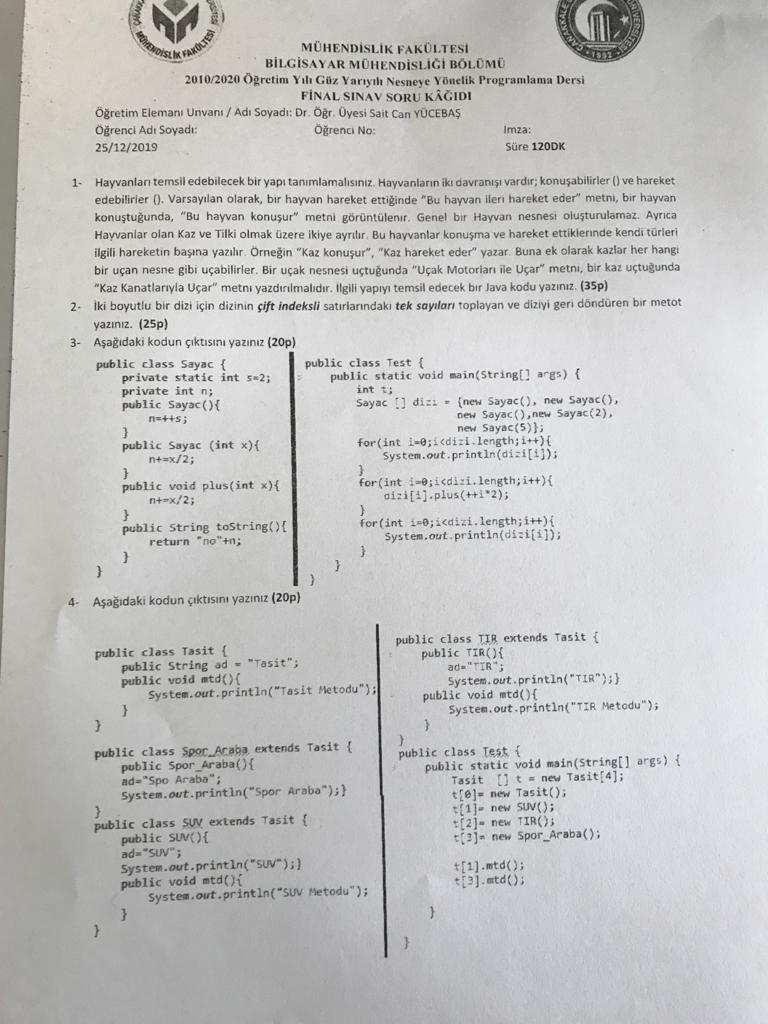 MÜHENDİSLİK FAKÜLTESİ
MÜHENDİSLİK FAKÜLTESİ
BİLGİSAYAR MÜHENDİSLİĞİ BÖLÜMÜ
2010/2020 Öğretim Yılı Güz Yarıyılı Nesneye Yönelik Programlama Dersi
FİNAL SINAV SORU KÂĞIDI
Öğretim Elemanı Unvanı / Adı Soyadı: Dr. Öğr. Üyesi Sait Can YÜCEBAŞ
Öğrenci Adı Soyadı: Öğrenci No: Imza:
25/12/2019 Süre 120DK
1- Hayvanları temsil edebilecek bir yapı tanımlamalısınız. Hayvanların iki davranışı vardır; konuşabilirler () ve hareket
edebilirler (). Varsayılan olarak, bir hayvan hareket ettiğinde "Bu hayvan ileri hareket eder" metni, bir hayvan
konuştuğunda, "Bu hayvan konuşur" metni görüntülenir. Genel bir Hayvan nesnesi oluşturulamaz. Ayrıca
Hayvanlar olan Kaz ve Tilki olmak üzere ikiye ayrılır. Bu hayvanlar konuşma ve hareket ettiklerinde kendi türleri
ilgili hareketin başına yazılır. Örneğin "Kaz konuşur", "Kaz hareket eder" yazar. Buna ek olarak kazlar her hangi
bir uçan nesne gibi uçabilirler. Bir uçak nesnesi uçtuğunda "Uçak Motorları ile Uçar" metni, bir kaz uçtuğunda
"Kaz Kanatlarıyla Uçar" metni yazdırılmalıdır. İlgili yapıyı temsil edecek bir Java kodu yazınız. (35p)
2- İki boyutlu bir dizi için dizinin çift indeksli satırlarındaki tek sayıları toplayan ve diziyi geri döndüren bir metot
yazınız. (25p)
3- Aşağıdaki kodun çıktısını yazınız (20p)
public class Sayac {
private static int s=2;
private int n;
public Sayac(){
n=++s;
}
public Sayac (int x){
n+=x/2;
}
public void plus(int x){
n+=x/2;
}
public String toString(){
return "no"+n;
}
}
public class Test {
public static void main(String[] args) {
int t;
Sayac [] dizi = {new Sayac(), new Sayac(),
new Sayac(),new Sayac(2),
new Sayac(5)};
for(int i=0;i<dizi.length;i++){
System.out.println(dizi[i]);
}
for(int i=0;i<dizi.length;i++){
dizi[i].plus(++i*2);
}
for(int i=0;i<dizi.length;i++){
System.out.println(dizi[i]);
}
}
}
4- Aşağıdaki kodun çıktısını yazınız (20p)
public class Tasit {
public String ad = "Tasit";
public void mtd(){
System.out.println("Tasit Metodu");
}
}
public class Spor_Araba extends Tasit {
public Spor_Araba(){
ad="Spo Araba";
System.out.println("Spor Araba");}
}
public class SUV extends Tasit {
public SUV(){
ad="SUV";
System.out.println("SUV");}
public void mtd(){
System.out.println("SUV Metodu");
}
}
public class TIR extends Tasit {
public TIR(){
ad="TIR";
System.out.println("TIR");}
public void mtd(){
System.out.println("TIR Metodu");
}
}
public class Test {
public static void main(String[] args) {
Tasit [] t = new Tasit[4];
t[0]= new Tasit();
t[1]= new SUV();
t[2]= new TIR();
t[3]= new Spor_Araba();
t[1].mtd();
t[3].mtd();
}
}